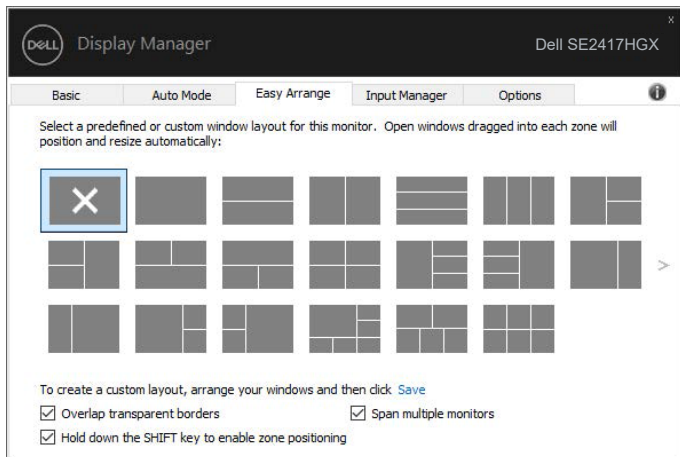 x
DELL Display Manager Dell SE2417HGX
Basic Auto Mode Easy Arrange Input Manager Options i
Select a predefined or custom window layout for this monitor. Open windows dragged into each zone will
position and resize automatically:
>
To create a custom layout, arrange your windows and then click Save
Overlap transparent borders Span multiple monitors
Hold down the SHIFT key to enable zone positioning